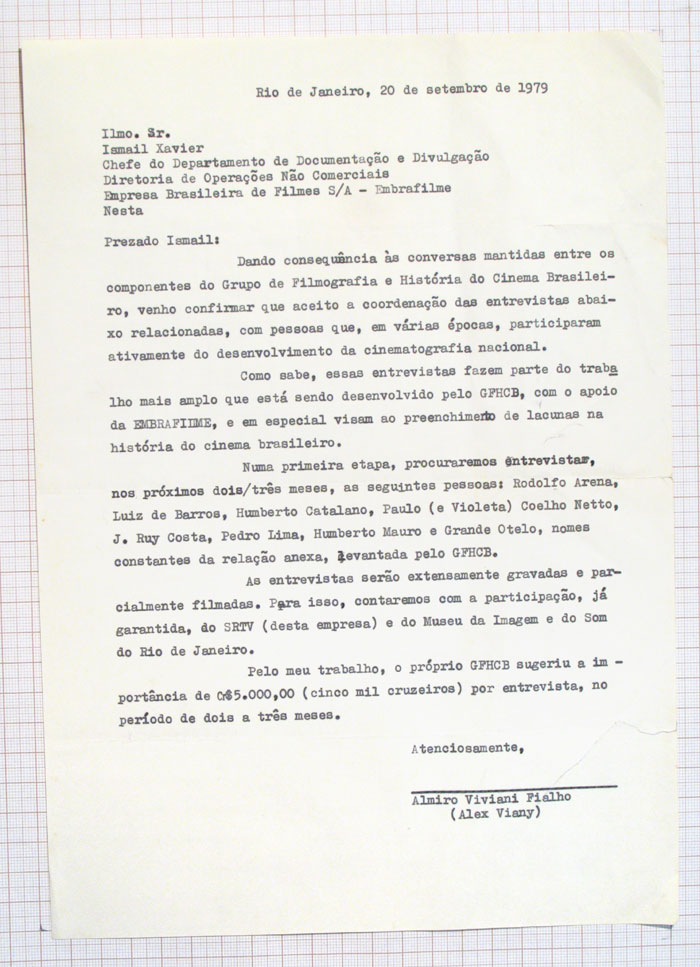 Rio de Janeiro, 20 de setembro de 1979
Ilmo. Sr.
Ismail Xavier
Chefe do Departamento de Documentação e Divulgação
Diretoria de Operações Não Comerciais
Empresa Brasileira de Filmes S/A - Embrafilme
Nesta
Prezado Ismail:
Dando consequência às conversas mantidas entre os
componentes do Grupo de Filmografia e História do Cinema Brasilei-
ro, venho confirmar que aceito a coordenação das entrevistas abai-
xo relacionadas, com pessoas que, em várias épocas, participaram
ativamente do desenvolvimento da cinematografia nacional.
Como sabe, essas entrevistas fazem parte do traba
lho mais amplo que está sendo desenvolvido pelo GFHCB, com o apoio
da EMBRAFILME, e em especial visam ao preenchimento de lacunas na
história do cinema brasileiro.
Numa primeira etapa, procuraremos entrevistar,
nos próximos dois/três meses, as seguintes pessoas: Rodolfo Arena,
Luiz de Barros, Humberto Catalano, Paulo (e Violeta) Coelho Netto,
J. Ruy Costa, Pedro Lima, Humberto Mauro e Grande Otelo, nomes
constantes da relação anexa, levantada pelo GFHCB.
As entrevistas serão extensamente gravadas e par-
cialmente filmadas. Para isso, contaremos com a participação, já
garantida, do SRTV (desta empresa) e do Museu da Imagem e do Som
do Rio de Janeiro.
Pelo meu trabalho, o próprio GFHCB sugeriu a im -
portância de Cr$5.000,00 (cinco mil cruzeiros) por entrevista, no
período de dois a três meses.
Atenciosamente,
Almiro Viviani Fialho
(Alex Viany)